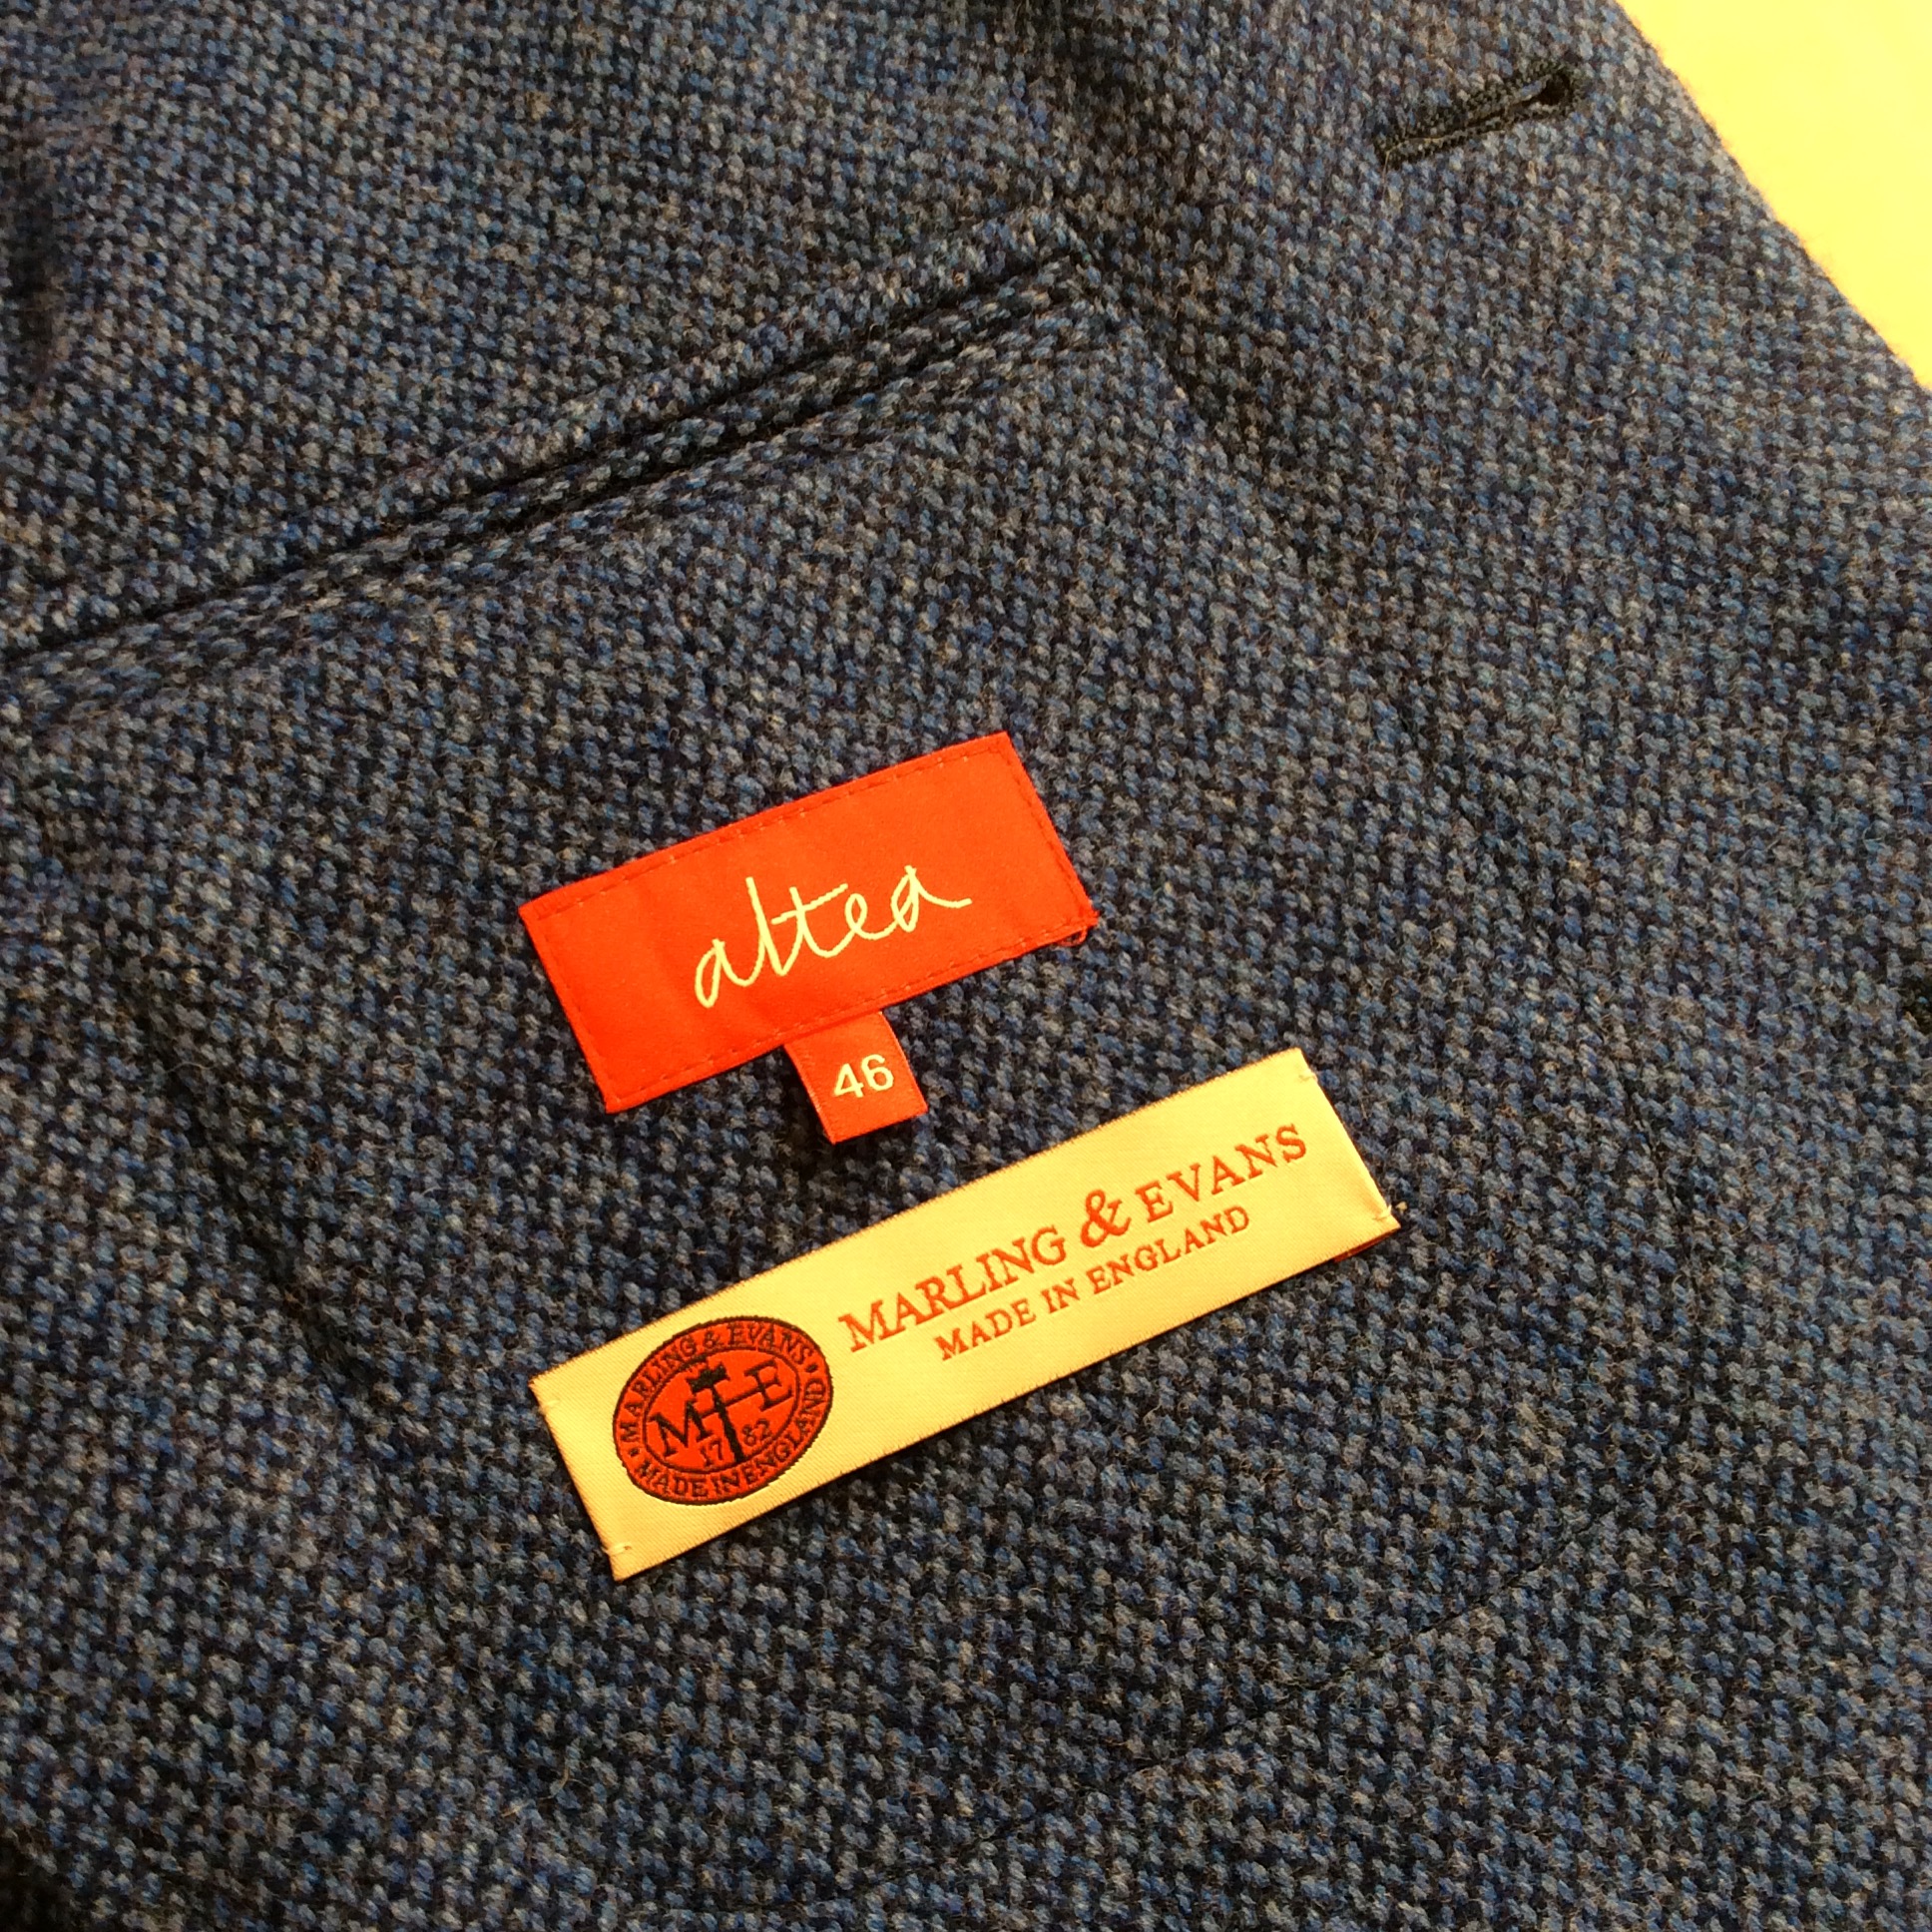 altea
46
MARLING & EVANS
MADE IN ENGLAND
MARLING & EVANS
M E
17 82
MADE IN ENGLAND